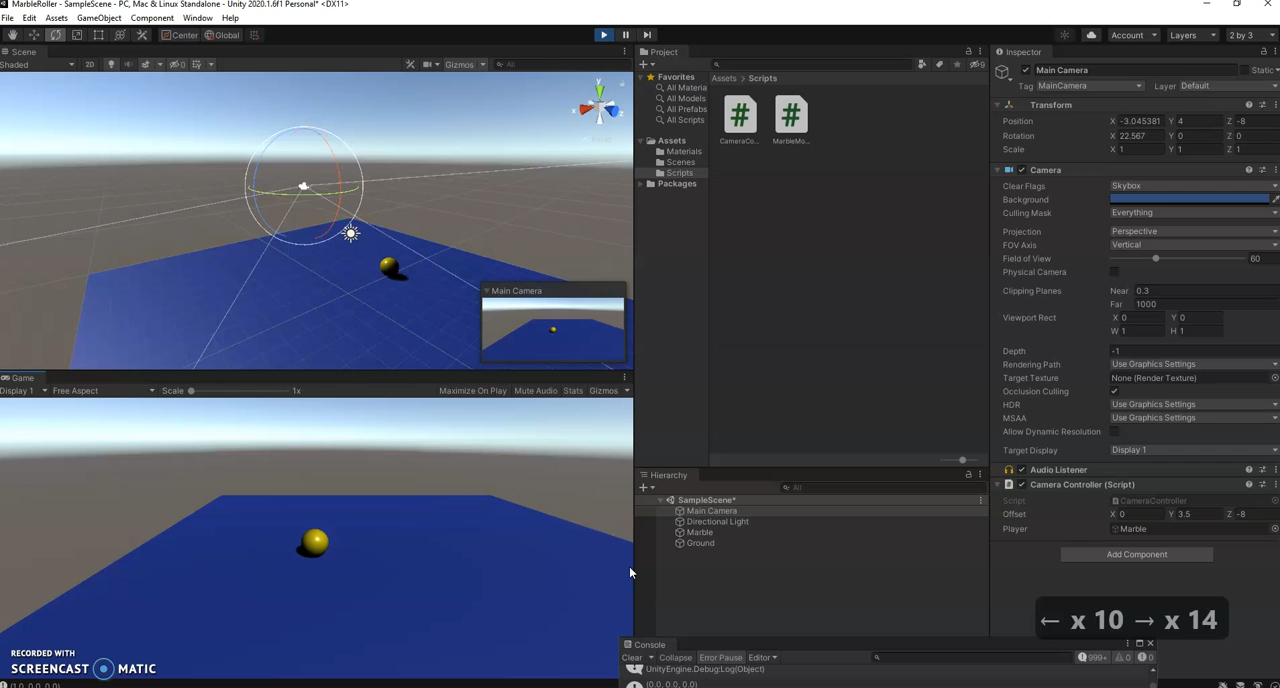 MarbleRoller - SampleScene - PC, Mac & Linux Standalone - Unity 2020.1.6f1 Personal* <DX11>
File Edit Assets GameObject Component Window Help
Center Global Account Layers 2 by 3
Scene
Shaded 2D 0 Gizmos All
y x z
Main Camera
Game
Display 1 Free Aspect Scale 1x Maximize On Play Mute Audio Stats Gizmos
RECORDED WITH
SCREENCAST MATIC
Project
9
Favorites
All Materia
All Models
All Prefabs
All Scripts
Assets
Materials
Scenes
Scripts
Packages
Assets Scripts
# #
CameraCo... MarbleMo...
Hierarchy
All
SampleScene*
Main Camera
Directional Light
Marble
Ground
Inspector
Main Camera Static
Tag MainCamera Layer Default
Transform
Position X -3.045381 Y 4 Z -8
Rotation X 22.567 Y 0 Z 0
Scale X 1 Y 1 Z 1
Camera
Clear Flags Skybox
Background
Culling Mask Everything
Projection Perspective
FOV Axis Vertical
Field of View 60
Physical Camera
Clipping Planes Near 0.3
Far 1000
Viewport Rect X 0 Y 0
W 1 H 1
Depth -1
Rendering Path Use Graphics Settings
Target Texture None (Render Texture)
Occlusion Culling
HDR Use Graphics Settings
MSAA Use Graphics Settings
Allow Dynamic Resolution
Target Display Display 1
Audio Listener
Camera Controller (Script)
Script CameraController
Offset X 0 Y 3.5 Z -8
Player Marble
Add Component
← x 10 → x 14
Console
Clear Collapse Error Pause Editor 999+ 0 0
UnityEngine.Debug:Log(Object)
(0.0, 0.0, 0.0)